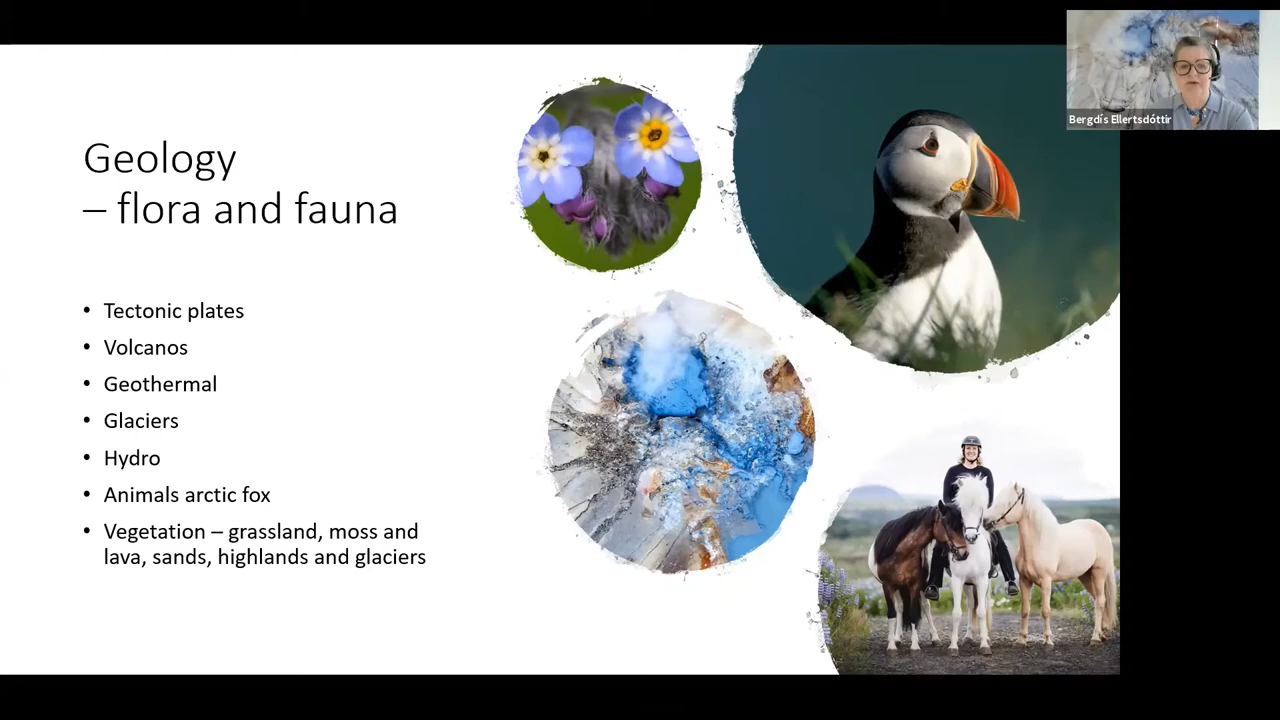 Bergdís Ellertsdóttir
Geology
– flora and fauna
• Tectonic plates
• Volcanos
• Geothermal
• Glaciers
• Hydro
• Animals arctic fox
• Vegetation – grassland, moss and
lava, sands, highlands and glaciers